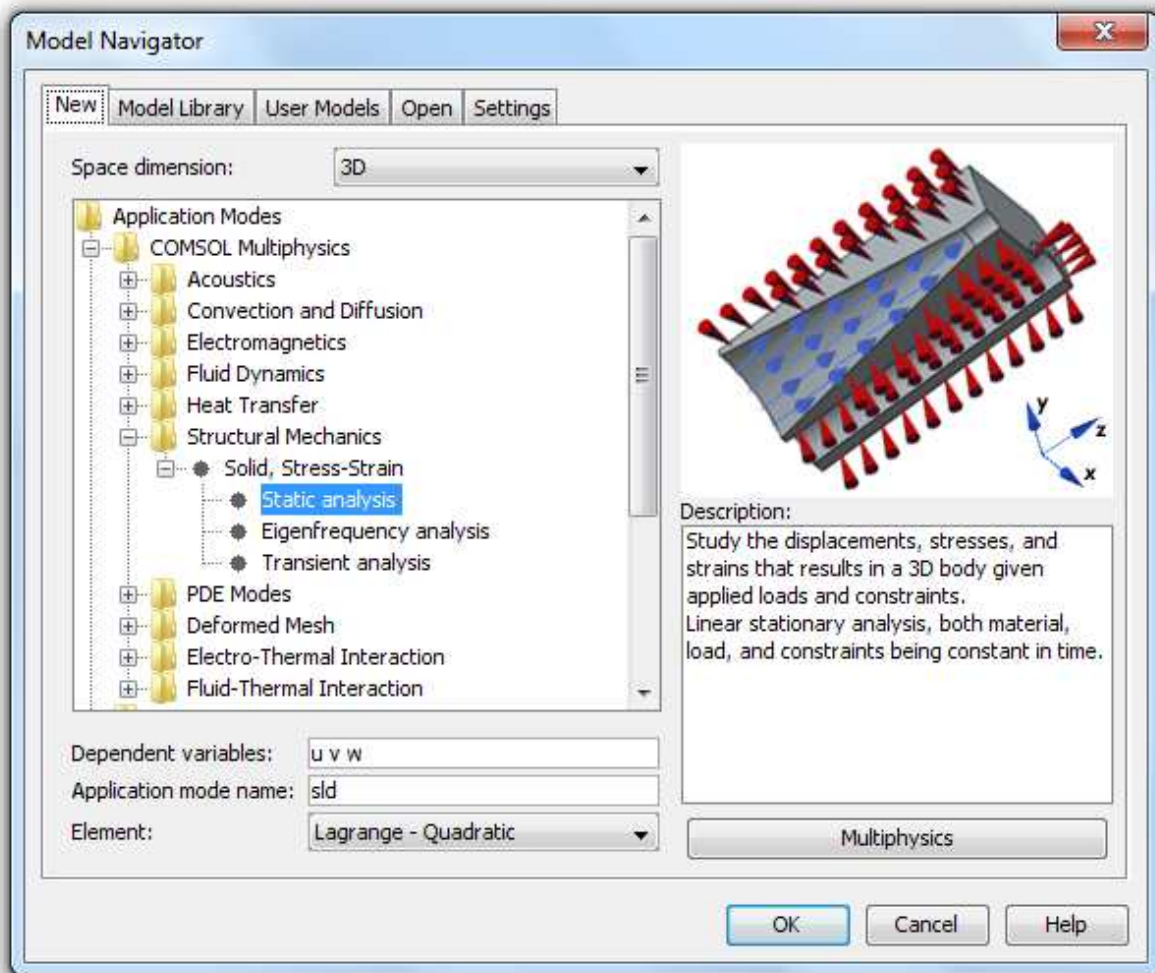 Model Navigator
New Model Library User Models Open Settings
Space dimension: 3D
Application Modes
COMSOL Multiphysics
Acoustics
Convection and Diffusion
Electromagnetics
Fluid Dynamics
Heat Transfer
Structural Mechanics
Solid, Stress-Strain
Static analysis
Eigenfrequency analysis
Transient analysis
PDE Modes
Deformed Mesh
Electro-Thermal Interaction
Fluid-Thermal Interaction
y
z
x
Description:
Study the displacements, stresses, and
strains that results in a 3D body given
applied loads and constraints.
Linear stationary analysis, both material,
load, and constraints being constant in time.
Dependent variables: u v w
Application mode name: sld
Element: Lagrange - Quadratic
Multiphysics
OK Cancel Help